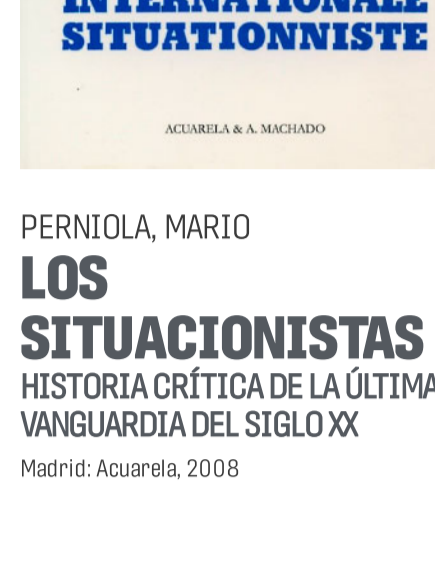 INTERNATIONALE
SITUATIONNISTE
ACUARELA & A. MACHADO
PERNIOLA, MARIO
LOS
SITUACIONISTAS
HISTORIA CRÍTICA DE LA ÚLTIMA
VANGUARDIA DEL SIGLO XX
Madrid: Acuarela, 2008